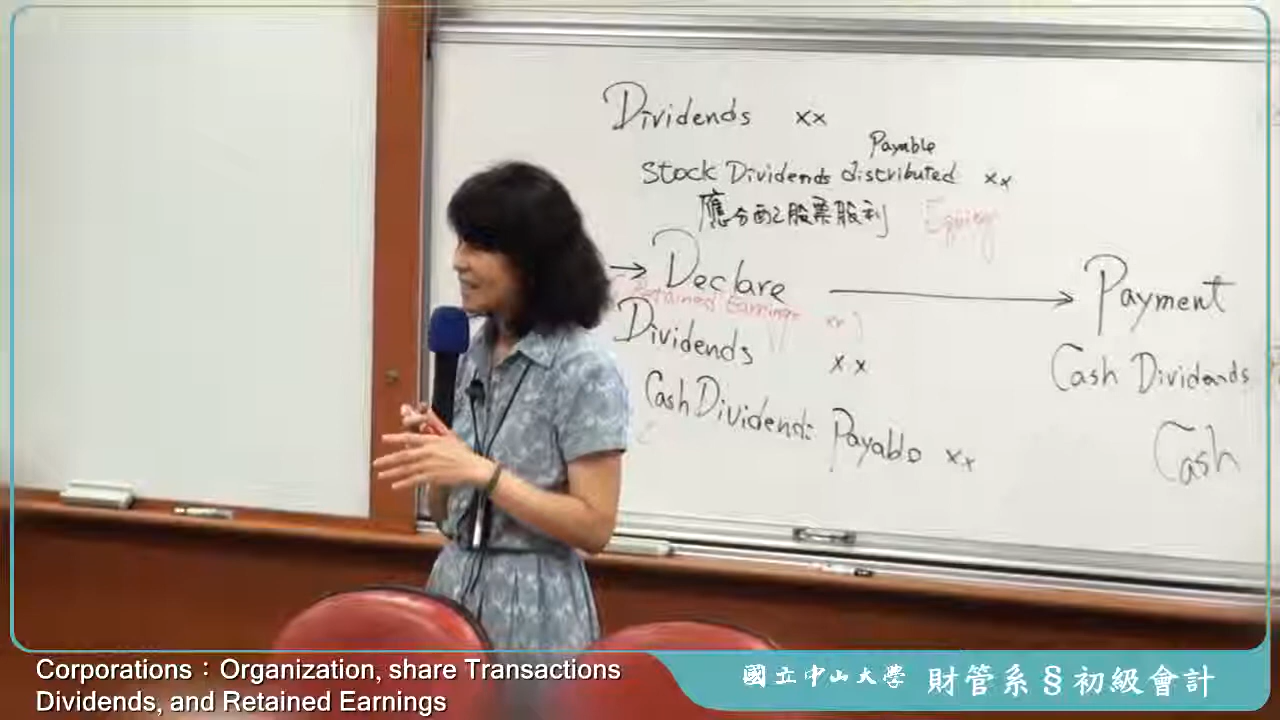 Dividends xx
Payable
Stock Dividends distributed xx
應分配股票股利 Equity
→ Declare → Payment
Retained Earnings xx
Dividends xx
Cash Dividends
Cash Dividends Payable xx
Cash
Corporations：Organization, share Transactions
Dividends, and Retained Earnings
國立中山大學 財管系§初級會計